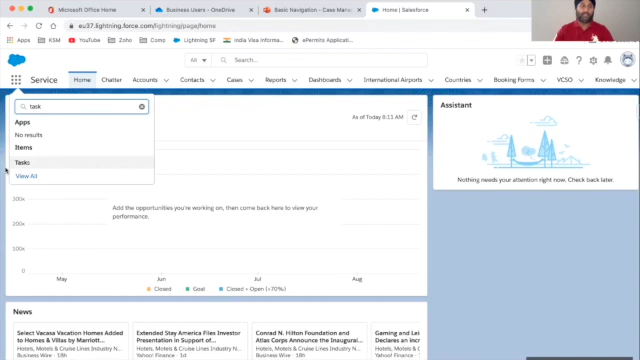 Microsoft Office Home
Business Users - OneDrive
Basic Navigation - Case Mana
Home | Salesforce
eu37.lightning.force.com/lightning/page/home
Apps
KSM
YouTube
Zoho
Comp
Lightning SF
India Visa Informa...
ePermits Applicati...
All
Search...
Service
Home
Chatter
Accounts
Contacts
Cases
Reports
Dashboards
International Airports
Countries
Booking Forms
VCSO
Knowledge
task
Apps
No results
Items
Tasks
View All
As of Today 8:11 AM
Add the opportunities you're working on, then come back here to view your
performance.
300k
200k
100k
0
May
Jun
Jul
Aug
Closed
Goal
Closed + Open (>70%)
Assistant
Nothing needs your attention right now. Check back later.
News
Select Vacasa Vacation Homes Added
to Homes & Villas by Marriott...
Hotels, Motels & Cruise Lines Industry N...
Business Wire - 18h
Extended Stay America Files Investor
Presentation in Support of...
Hotels, Motels & Cruise Lines Industry N...
Yahoo! Finance - 1d
Conrad N. Hilton Foundation and
Atlas Corps Announce the Inaugural...
Hotels, Motels & Cruise Lines Industry N...
Business Wire - 18h
Gaming and Lei
Declares an Incre
Hotels, Motels & Cr
Yahoo! Finance